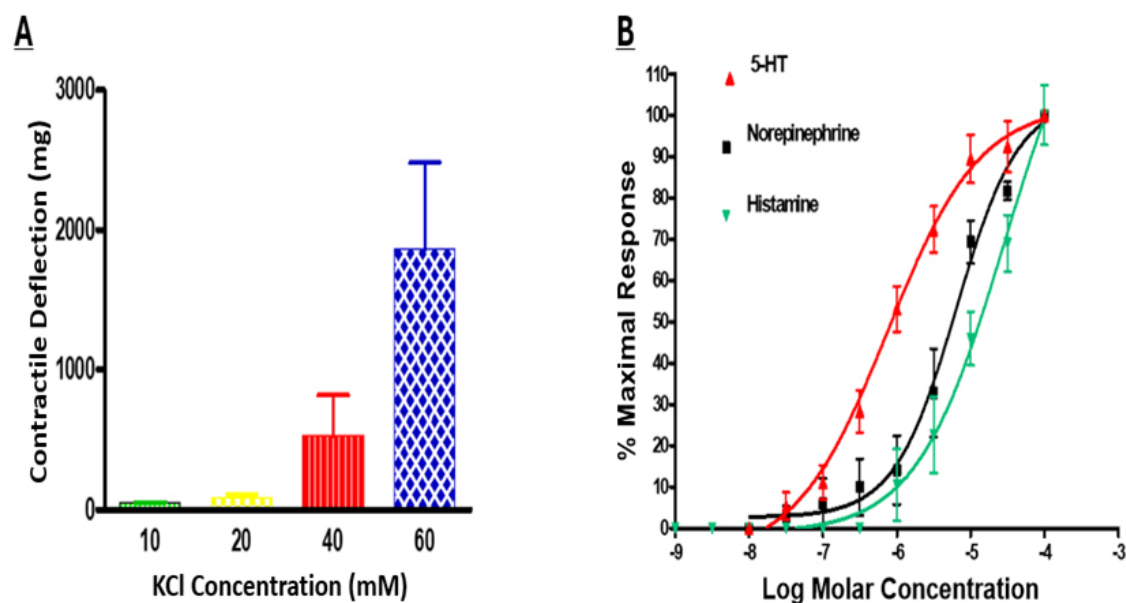 A
3000
2000
1000
0
Contractile Deflection (mg)
10 20 40 60
KCl Concentration (mM)
B
5-HT
Norepinephrine
Histamine
110
100
90
80
70
60
50
40
30
20
10
0
% Maximal Response
-9 -8 -7 -6 -5 -4 -3
Log Molar Concentration